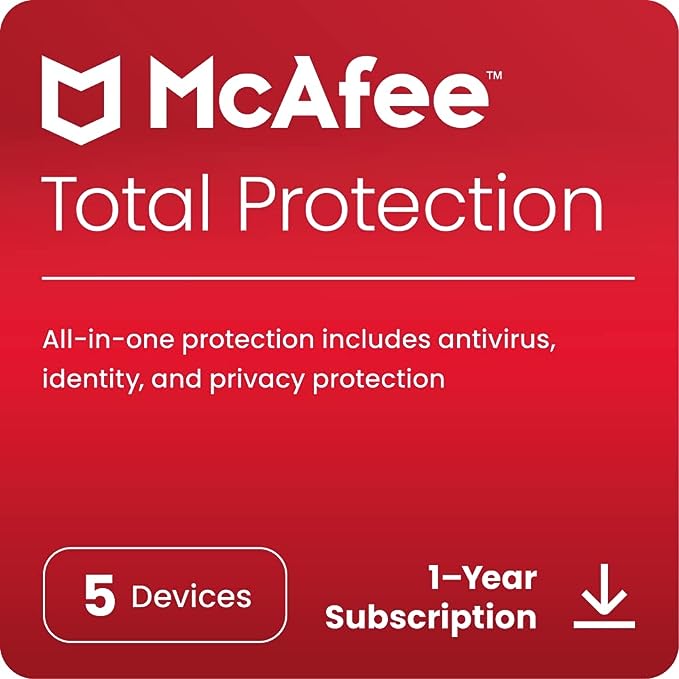 McAfee™
Total Protection
All-in-one protection includes antivirus,
identity, and privacy protection
5 Devices
1–Year
Subscription